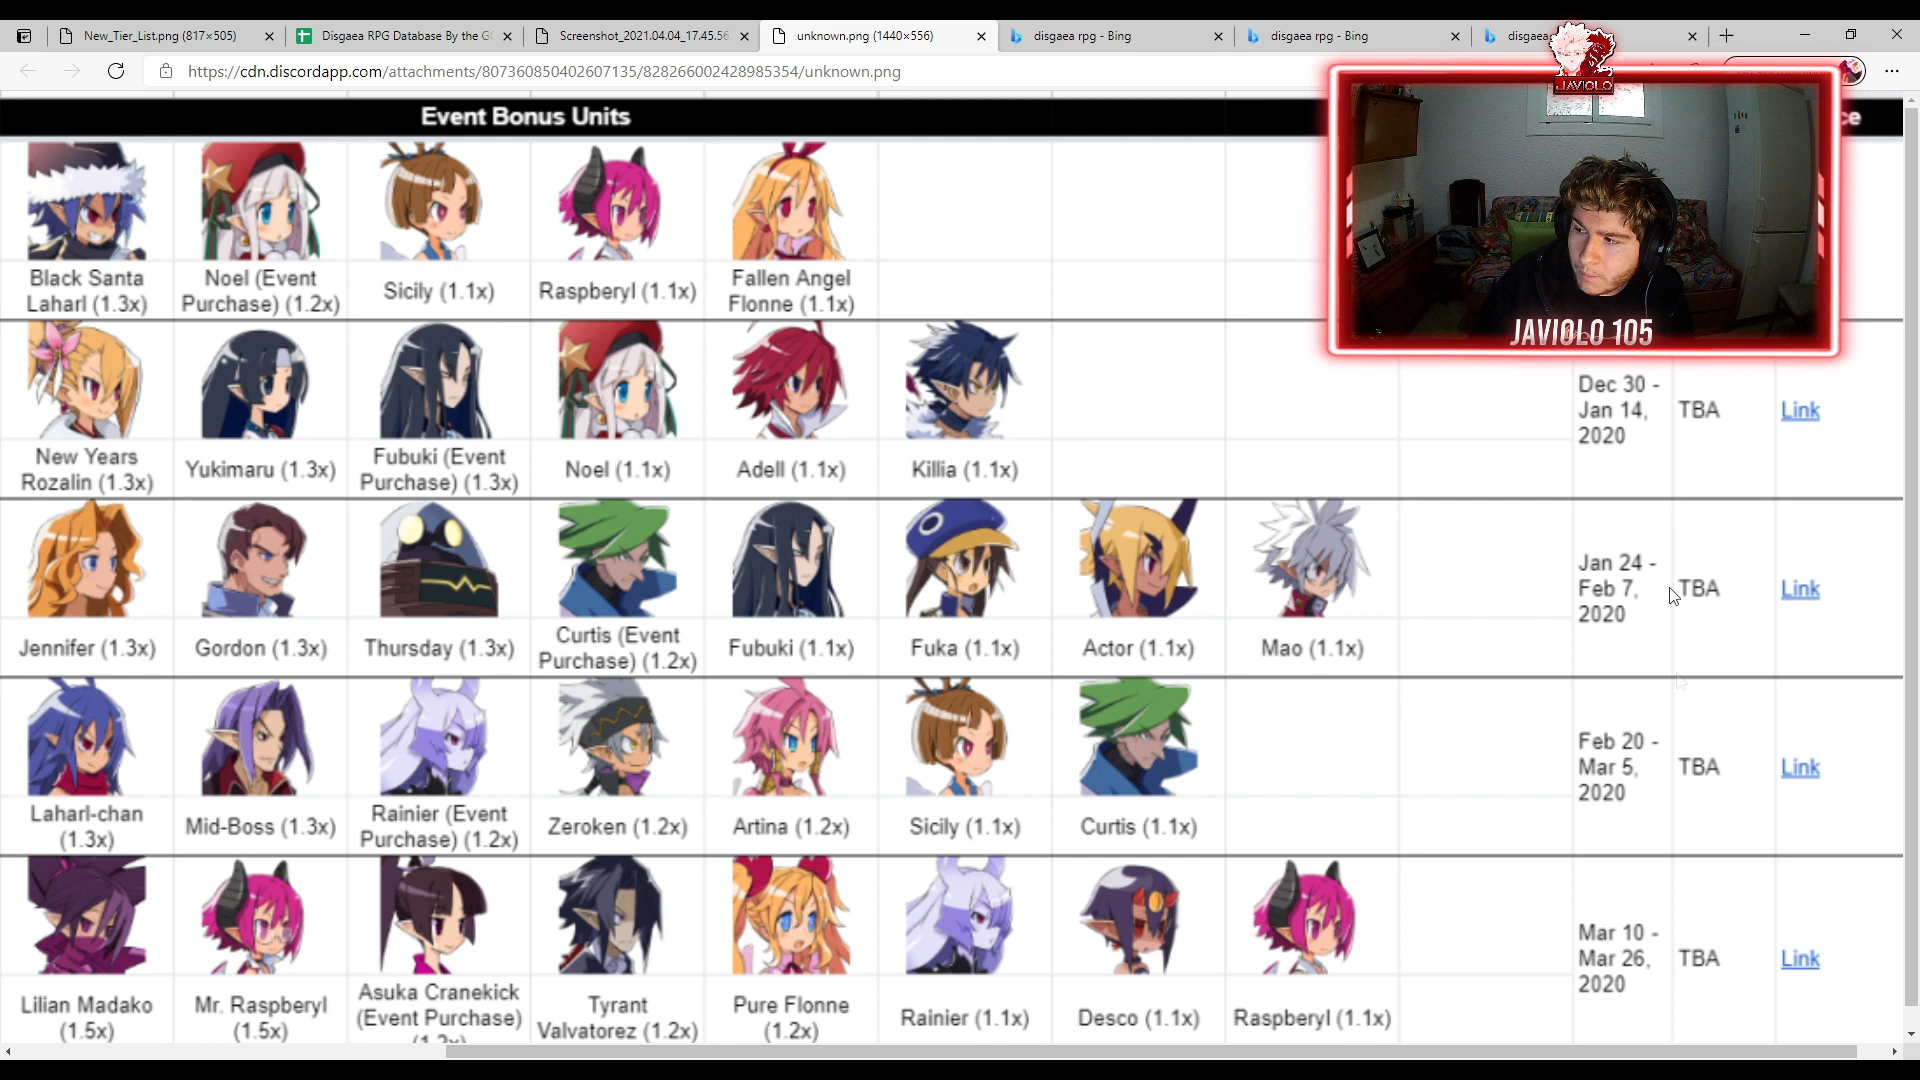 New_Tier_List.png (817×505)
Disgaea RPG Database By the GC
Screenshot_2021.04.04_17.45.56
unknown.png (1440×556)
disgaea rpg - Bing
disgaea rpg - Bing
disgaea
https://cdn.discordapp.com/attachments/807360850402607135/828266002428985354/unknown.png
JAVIOLO
Event Bonus Units
ce
Black Santa
Laharl (1.3x)
Noel (Event
Purchase) (1.2x)
Sicily (1.1x)
Raspberyl (1.1x)
Fallen Angel
Flonne (1.1x)
JAVIOLO 105
New Years
Rozalin (1.3x)
Yukimaru (1.3x)
Fubuki (Event
Purchase) (1.3x)
Noel (1.1x)
Adell (1.1x)
Killia (1.1x)
Dec 30 -
Jan 14,
2020
TBA
Link
Jennifer (1.3x)
Gordon (1.3x)
Thursday (1.3x)
Curtis (Event
Purchase) (1.2x)
Fubuki (1.1x)
Fuka (1.1x)
Actor (1.1x)
Mao (1.1x)
Jan 24 -
Feb 7,
2020
TBA
Link
Laharl-chan
(1.3x)
Mid-Boss (1.3x)
Rainier (Event
Purchase) (1.2x)
Zeroken (1.2x)
Artina (1.2x)
Sicily (1.1x)
Curtis (1.1x)
Feb 20 -
Mar 5,
2020
TBA
Link
Lilian Madako
(1.5x)
Mr. Raspberyl
(1.5x)
Asuka Cranekick
(Event Purchase)
(1.2x)
Tyrant
Valvatorez (1.2x)
Pure Flonne
(1.2x)
Rainier (1.1x)
Desco (1.1x)
Raspberyl (1.1x)
Mar 10 -
Mar 26,
2020
TBA
Link